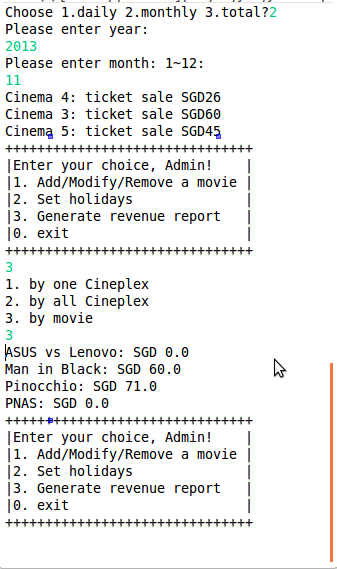 Choose 1.daily 2.monthly 3.total?2
Please enter year:
2013
Please enter month: 1~12:
11
Cinema 4: ticket sale SGD26
Cinema 3: ticket sale SGD60
Cinema 5: ticket sale SGD45
++++++++++++++++++++++++++++++
|Enter your choice, Admin!    |
|1. Add/Modify/Remove a movie |
|2. Set holidays              |
|3. Generate revenue report   |
|0. exit                      |
++++++++++++++++++++++++++++++
3
1. by one Cineplex
2. by all Cineplex
3. by movie
3
ASUS vs Lenovo: SGD 0.0
Man in Black: SGD 60.0
Pinocchio: SGD 71.0
PNAS: SGD 0.0
++++++++++++++++++++++++++++++
|Enter your choice, Admin!    |
|1. Add/Modify/Remove a movie |
|2. Set holidays              |
|3. Generate revenue report   |
|0. exit                      |
++++++++++++++++++++++++++++++